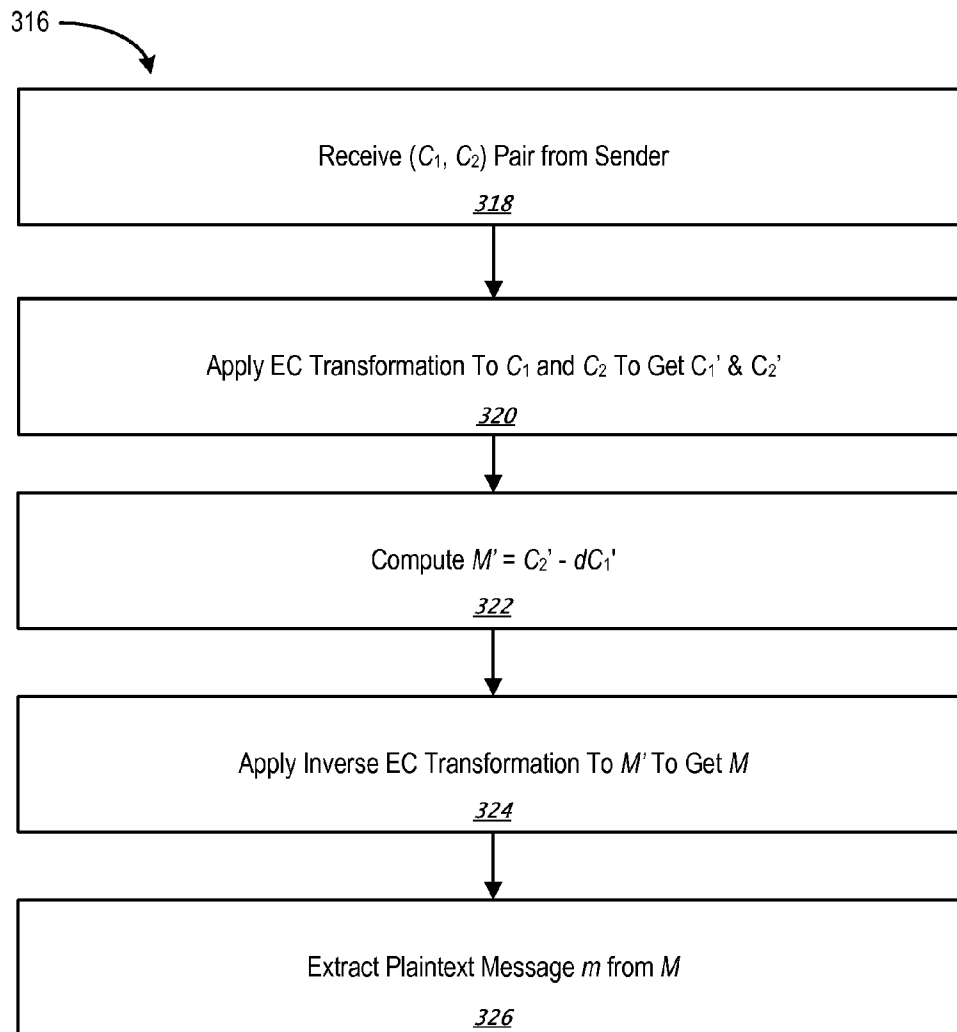 316
Receive (C₁, C₂) Pair from Sender
318
Apply EC Transformation To C₁ and C₂ To Get C₁’ & C₂’
320
Compute M’ = C₂’ - dC₁'
322
Apply Inverse EC Transformation To M’ To Get M
324
Extract Plaintext Message m from M
326